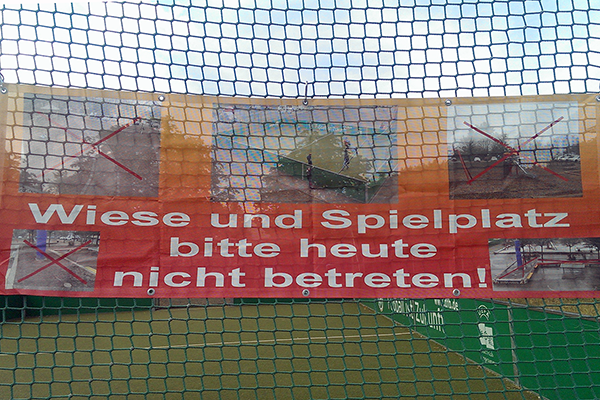 Wiese und Spielplatz
bitte heute
nicht betreten!